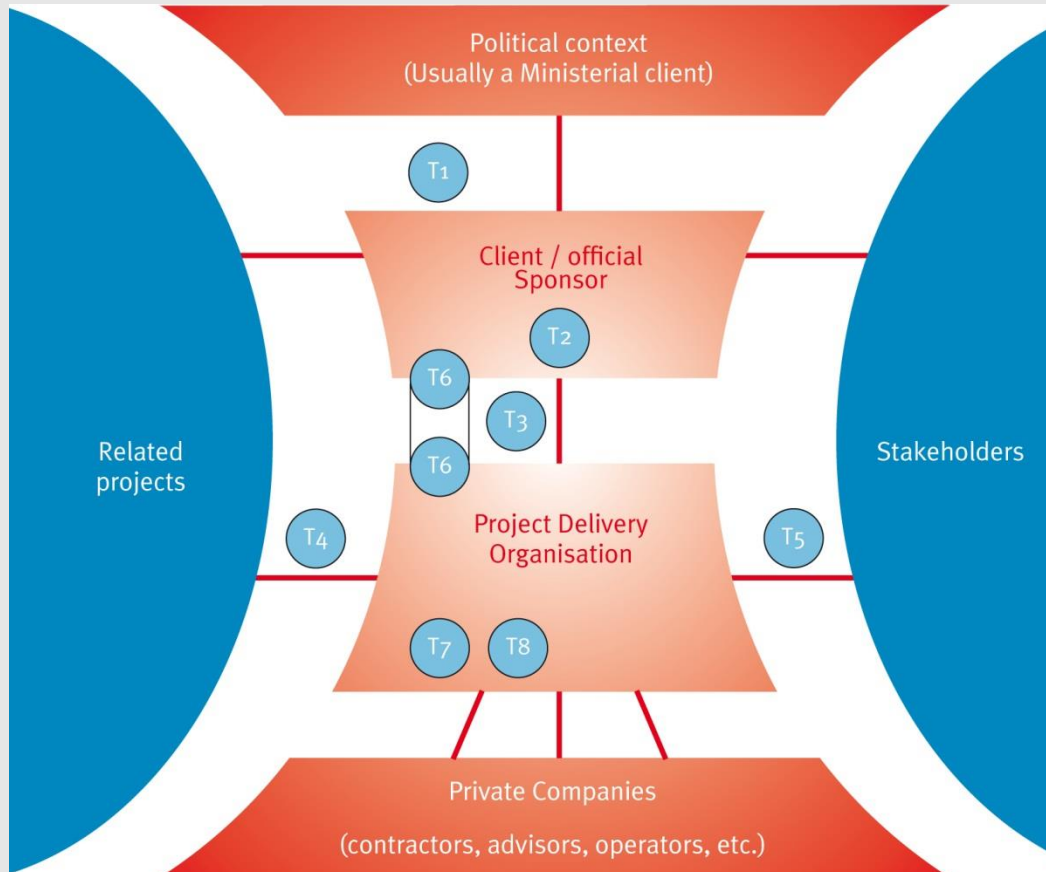 Political context
(Usually a Ministerial client)
T1
Client / official
Sponsor
T2
T6
T3
T6
Related
projects
Stakeholders
Project Delivery
Organisation
T4
T5
T7
T8
Private Companies
(contractors, advisors, operators, etc.)